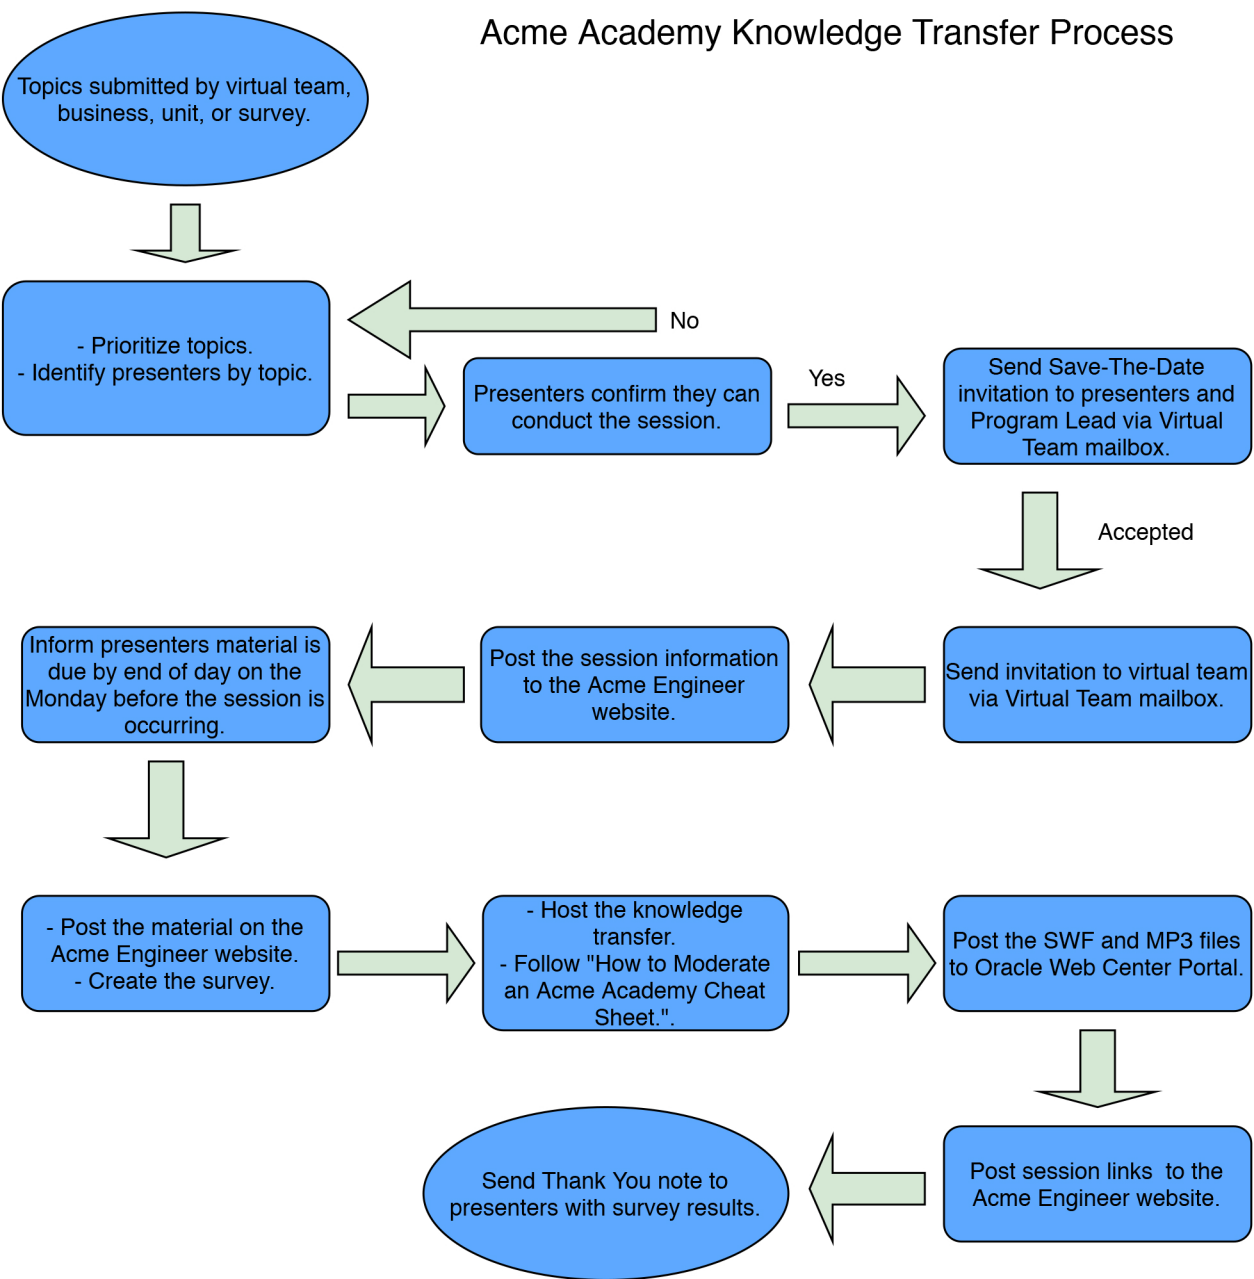 Acme Academy Knowledge Transfer Process
Topics submitted by virtual team,
business, unit, or survey.
- Prioritize topics.
- Identify presenters by topic.
No
Presenters confirm they can
conduct the session.
Yes
Send Save-The-Date
invitation to presenters and
Program Lead via Virtual
Team mailbox.
Accepted
Send invitation to virtual team
via Virtual Team mailbox.
Post the session information
to the Acme Engineer
website.
Inform presenters material is
due by end of day on the
Monday before the session is
occurring.
- Post the material on the
Acme Engineer website.
- Create the survey.
- Host the knowledge
transfer.
- Follow "How to Moderate
an Acme Academy Cheat
Sheet.".
Post the SWF and MP3 files
to Oracle Web Center Portal.
Post session links  to the
Acme Engineer website.
Send Thank You note to
presenters with survey results.